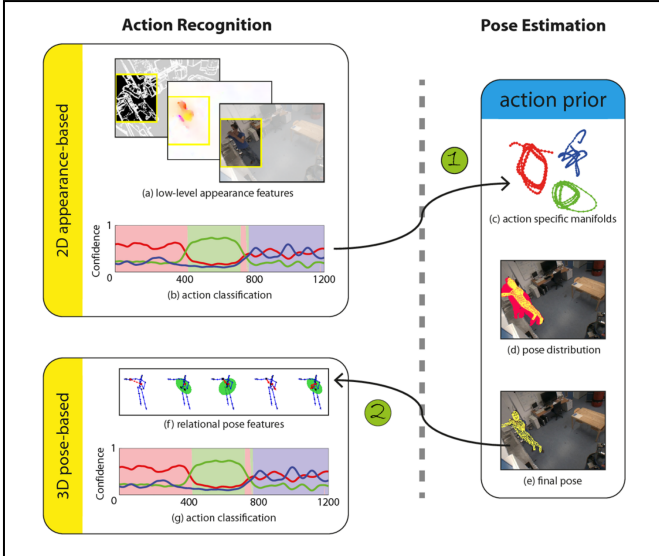 Action Recognition
Pose Estimation
2D appearance-based
(a) low-level appearance features
1
Confidence
0
400
800
1200
(b) action classification
1
action prior
(c) action specific manifolds
(d) pose distribution
(e) final pose
2
3D pose-based
(f) relational pose features
1
Confidence
0
400
800
1200
(g) action classification